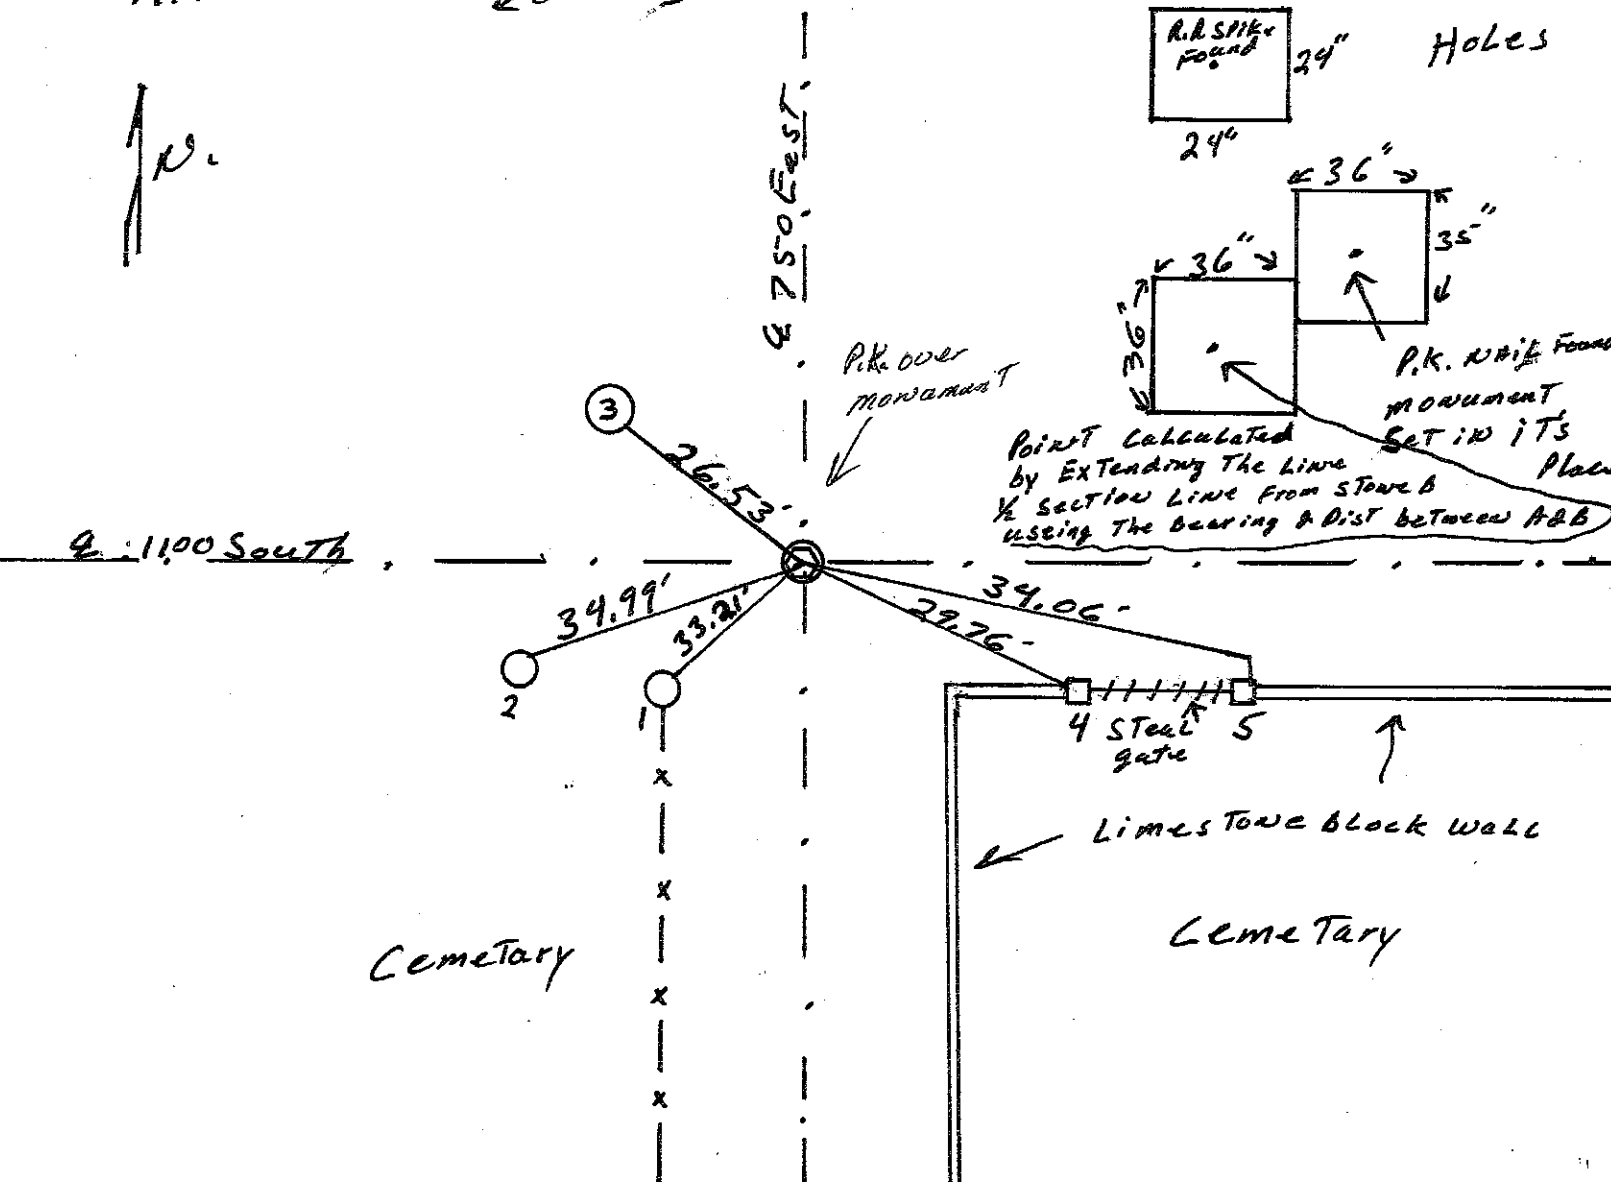 R.R SPike
Found
24"
24"
Holes
N.
℄ 750 East
36"
35"
36"
36"
P.K. NAil Found
monument
SeT in iTs
Place
P.K. over
monumanT
PoinT CaLcuLaTed
by ExTending The Line
½ SecTion Line From STone B
useing The Bearing & DisT beTween A&B
3
26.53'
℄ 1100 SouTh
34.99'
33.21'
34.06'
29.76'
2
1
4
STeaL
gate
5
LimesTone bLock waLL
CemeTary
CemeTary